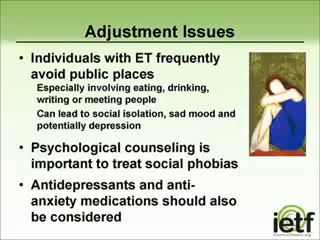 Adjustment Issues
• Individuals with ET frequently
avoid public places
Especially involving eating, drinking,
writing or meeting people
Can lead to social isolation, sad mood and
potentially depression
• Psychological counseling is
important to treat social phobias
• Antidepressants and anti-
anxiety medications should also
be considered
ietf